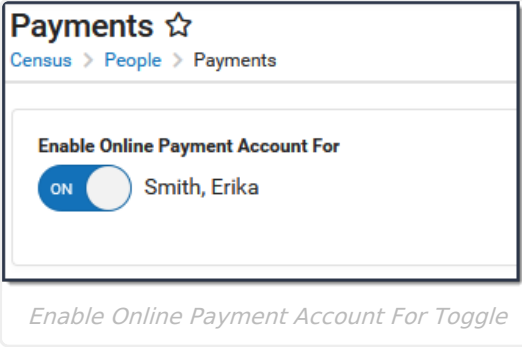 Payments
Census > People > Payments
Enable Online Payment Account For
ON Smith, Erika
Enable Online Payment Account For Toggle